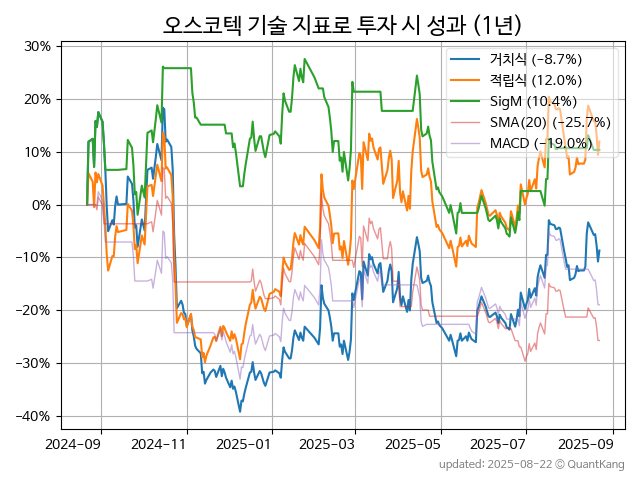 오스코텍 기술 지표로 투자 시 성과 (1년)
거치식 (−8.7%)
적립식 (12.0%)
SigM (10.4%)
SMA(20) (−25.7%)
MACD (−19.0%)
30%
20%
10%
0%
−10%
−20%
−30%
−40%
2024-09 2024-11 2025-01 2025-03 2025-05 2025-07 2025-09
updated: 2025-08-22 © QuantKang